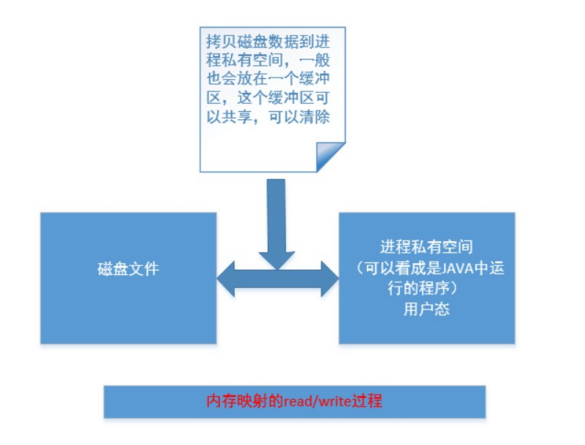 拷贝磁盘数据到进
程私有空间，一般
也会放在一个缓冲
区，这个缓冲区可
以共享，可以清除
磁盘文件
进程私有空间
（可以看成是JAVA中运
行的程序）
用户态
内存映射的read/write过程